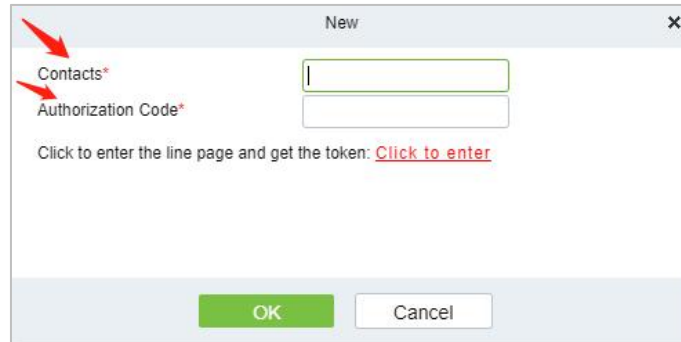 New
×
Contacts*
Authorization Code*
Click to enter the line page and get the token: Click to enter
OK
Cancel